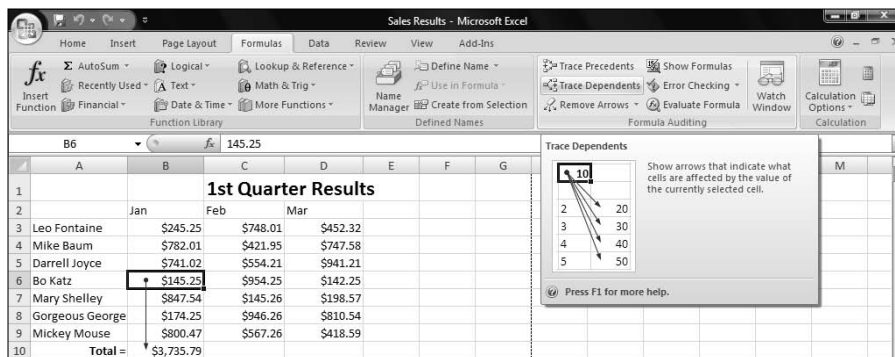 Sales Results - Microsoft Excel
Home Insert Page Layout Formulas Data Review View Add-Ins
fx Insert Function
Σ AutoSum
Recently Used
Financial
Logical
Text
Date & Time
Lookup & Reference
Math & Trig
More Functions
Function Library
Name Manager
Define Name
Use in Formula
Create from Selection
Defined Names
Trace Precedents
Trace Dependents
Remove Arrows
Show Formulas
Error Checking
Evaluate Formula
Formula Auditing
Watch Window
Calculation Options
Calculation
B6 fx 145.25
A B C D E F G M
1 1st Quarter Results
2 Jan Feb Mar
3 Leo Fontaine $245.25 $748.01 $452.32
4 Mike Baum $782.01 $421.95 $747.58
5 Darrell Joyce $741.02 $554.21 $941.21
6 Bo Katz $145.25 $954.25 $142.25
7 Mary Shelley $847.54 $145.26 $198.57
8 Gorgeous George $174.25 $946.26 $810.54
9 Mickey Mouse $800.47 $567.26 $418.59
10 Total = $3,735.79
Trace Dependents
10
2 20
3 30
4 40
5 50
Show arrows that indicate what
cells are affected by the value of
the currently selected cell.
Press F1 for more help.